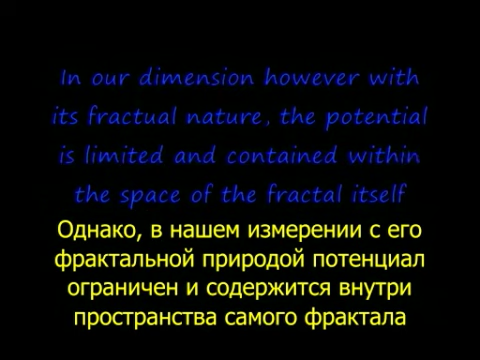 In our dimension however with
its fractual nature, the potential
is limited and contained within
the space of the fractal itself
Однако, в нашем измерении с его
фрактальной природой потенциал
ограничен и содержится внутри
пространства самого фрактала